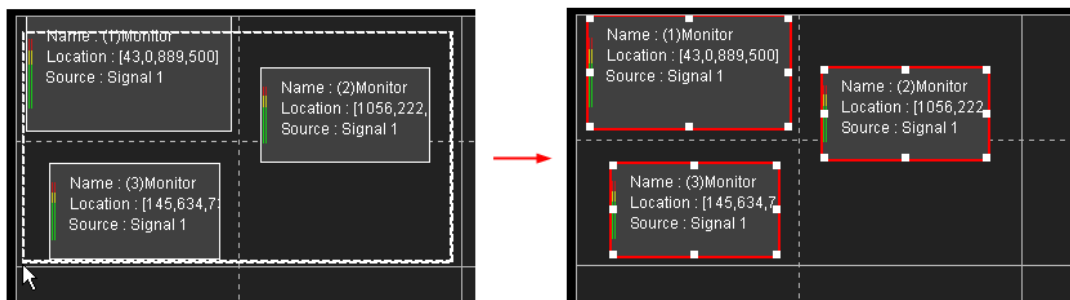 Name : (1)Monitor
Location : [43,0,889,500]
Source : Signal 1
Name : (2)Monitor
Location : [1056,222,
Source : Signal 1
Name : (3)Monitor
Location : [145,634,73
Source : Signal 1
Name : (1)Monitor
Location : [43,0,889,500]
Source : Signal 1
Name : (2)Monitor
Location : [1056,222
Source : Signal 1
Name : (3)Monitor
Location : [145,634,7
Source : Signal 1